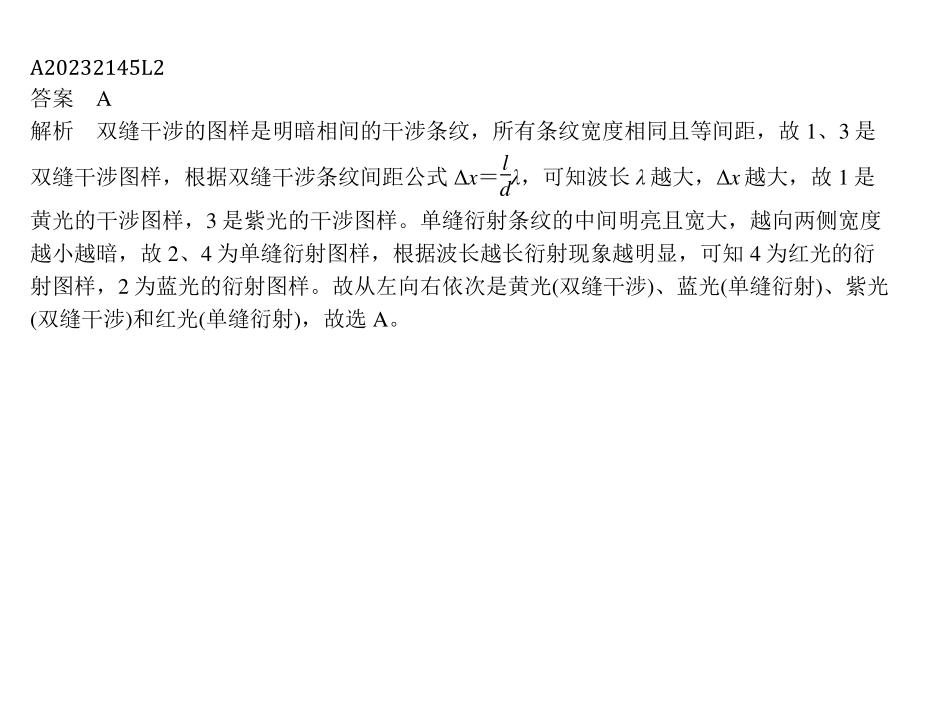 A20232145L2
答案　A
解析　双缝干涉的图样是明暗相间的干涉条纹，所有条纹宽度相同且等间距，故 1、3 是
双缝干涉图样，根据双缝干涉条纹间距公式 Δx＝l/dλ，可知波长 λ 越大，Δx 越大，故 1 是
黄光的干涉图样，3 是紫光的干涉图样。单缝衍射条纹的中间明亮且宽大，越向两侧宽度
越小越暗，故 2、4 为单缝衍射图样，根据波长越长衍射现象越明显，可知 4 为红光的衍
射图样，2 为蓝光的衍射图样。故从左向右依次是黄光(双缝干涉)、蓝光(单缝衍射)、紫光
(双缝干涉)和红光(单缝衍射)，故选 A。